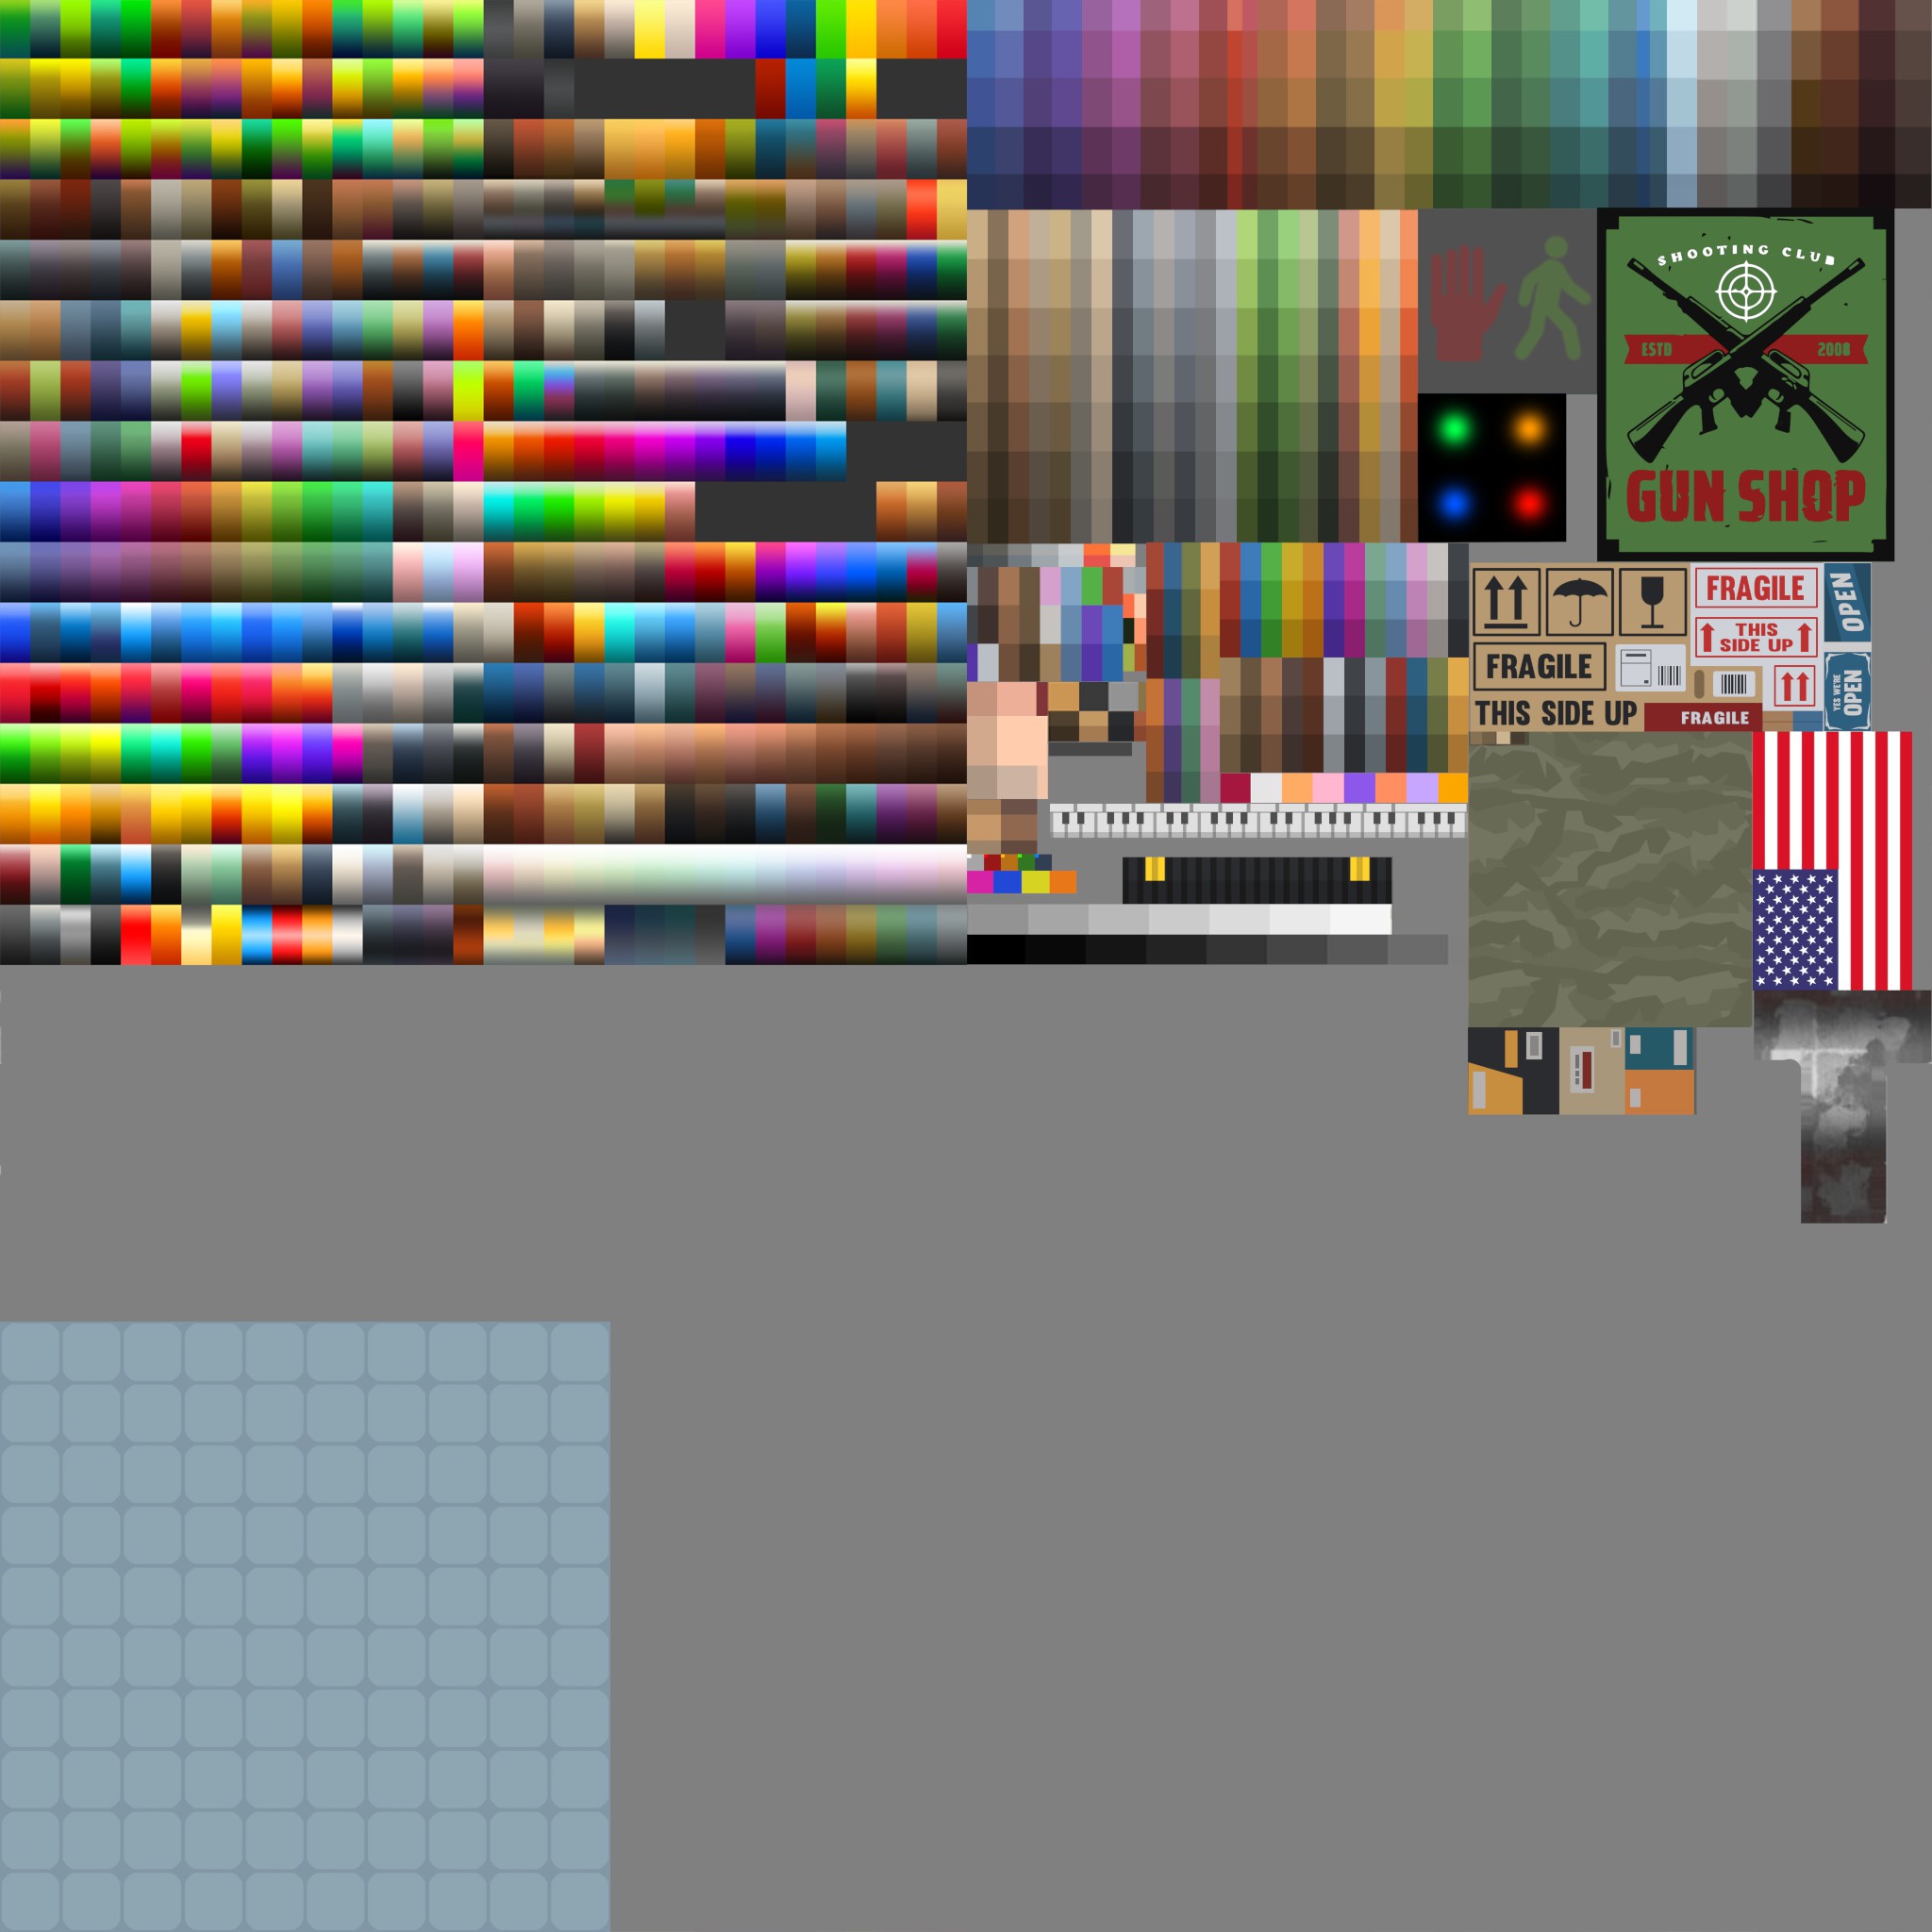 SHOOTING CLUB
ESTD 2008
GUN SHOP
FRAGILE
THIS
SIDE UP
OPEN
FRAGILE
THIS SIDE UP
FRAGILE
YES WE'RE
OPEN